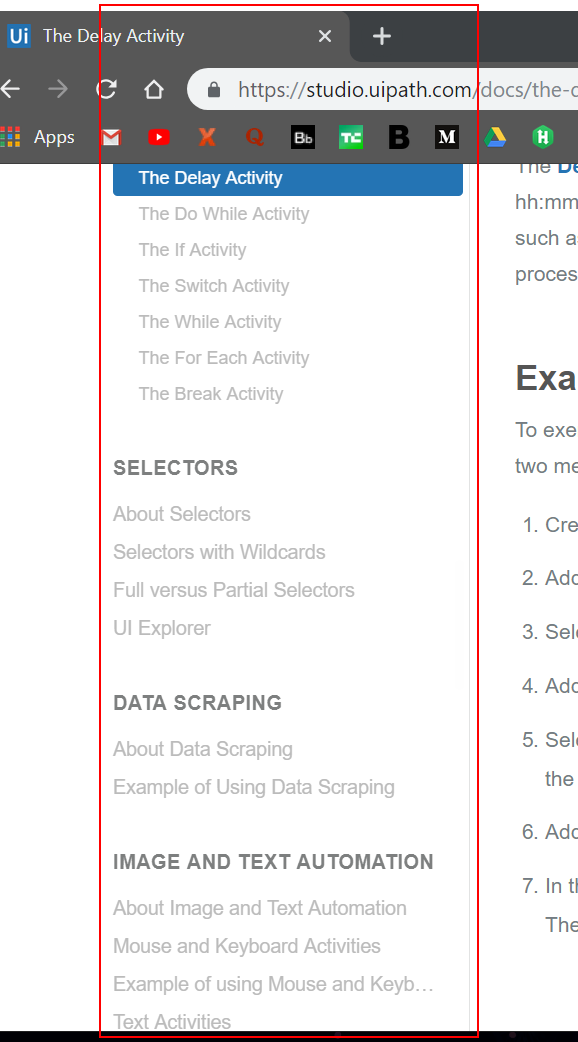 Ui The Delay Activity
https://studio.uipath.com/docs/the-
Apps
Bb
TC
B
M
The Delay Activity
The Do While Activity
The If Activity
The Switch Activity
The While Activity
The For Each Activity
The Break Activity
SELECTORS
About Selectors
Selectors with Wildcards
Full versus Partial Selectors
UI Explorer
DATA SCRAPING
About Data Scraping
Example of Using Data Scraping
IMAGE AND TEXT AUTOMATION
About Image and Text Automation
Mouse and Keyboard Activities
Example of using Mouse and Keyb…
Text Activities
The De
hh:mm
such as
proces
Exa
To exe
two me
1. Cre
2. Add
3. Sele
4. Add
5. Sele
the
6. Add
7. In th
The